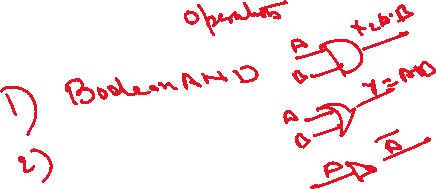 Operators
1) Boolean AND
A
B
X = A·B
2)
A
B
Y = A+B
A
A̅